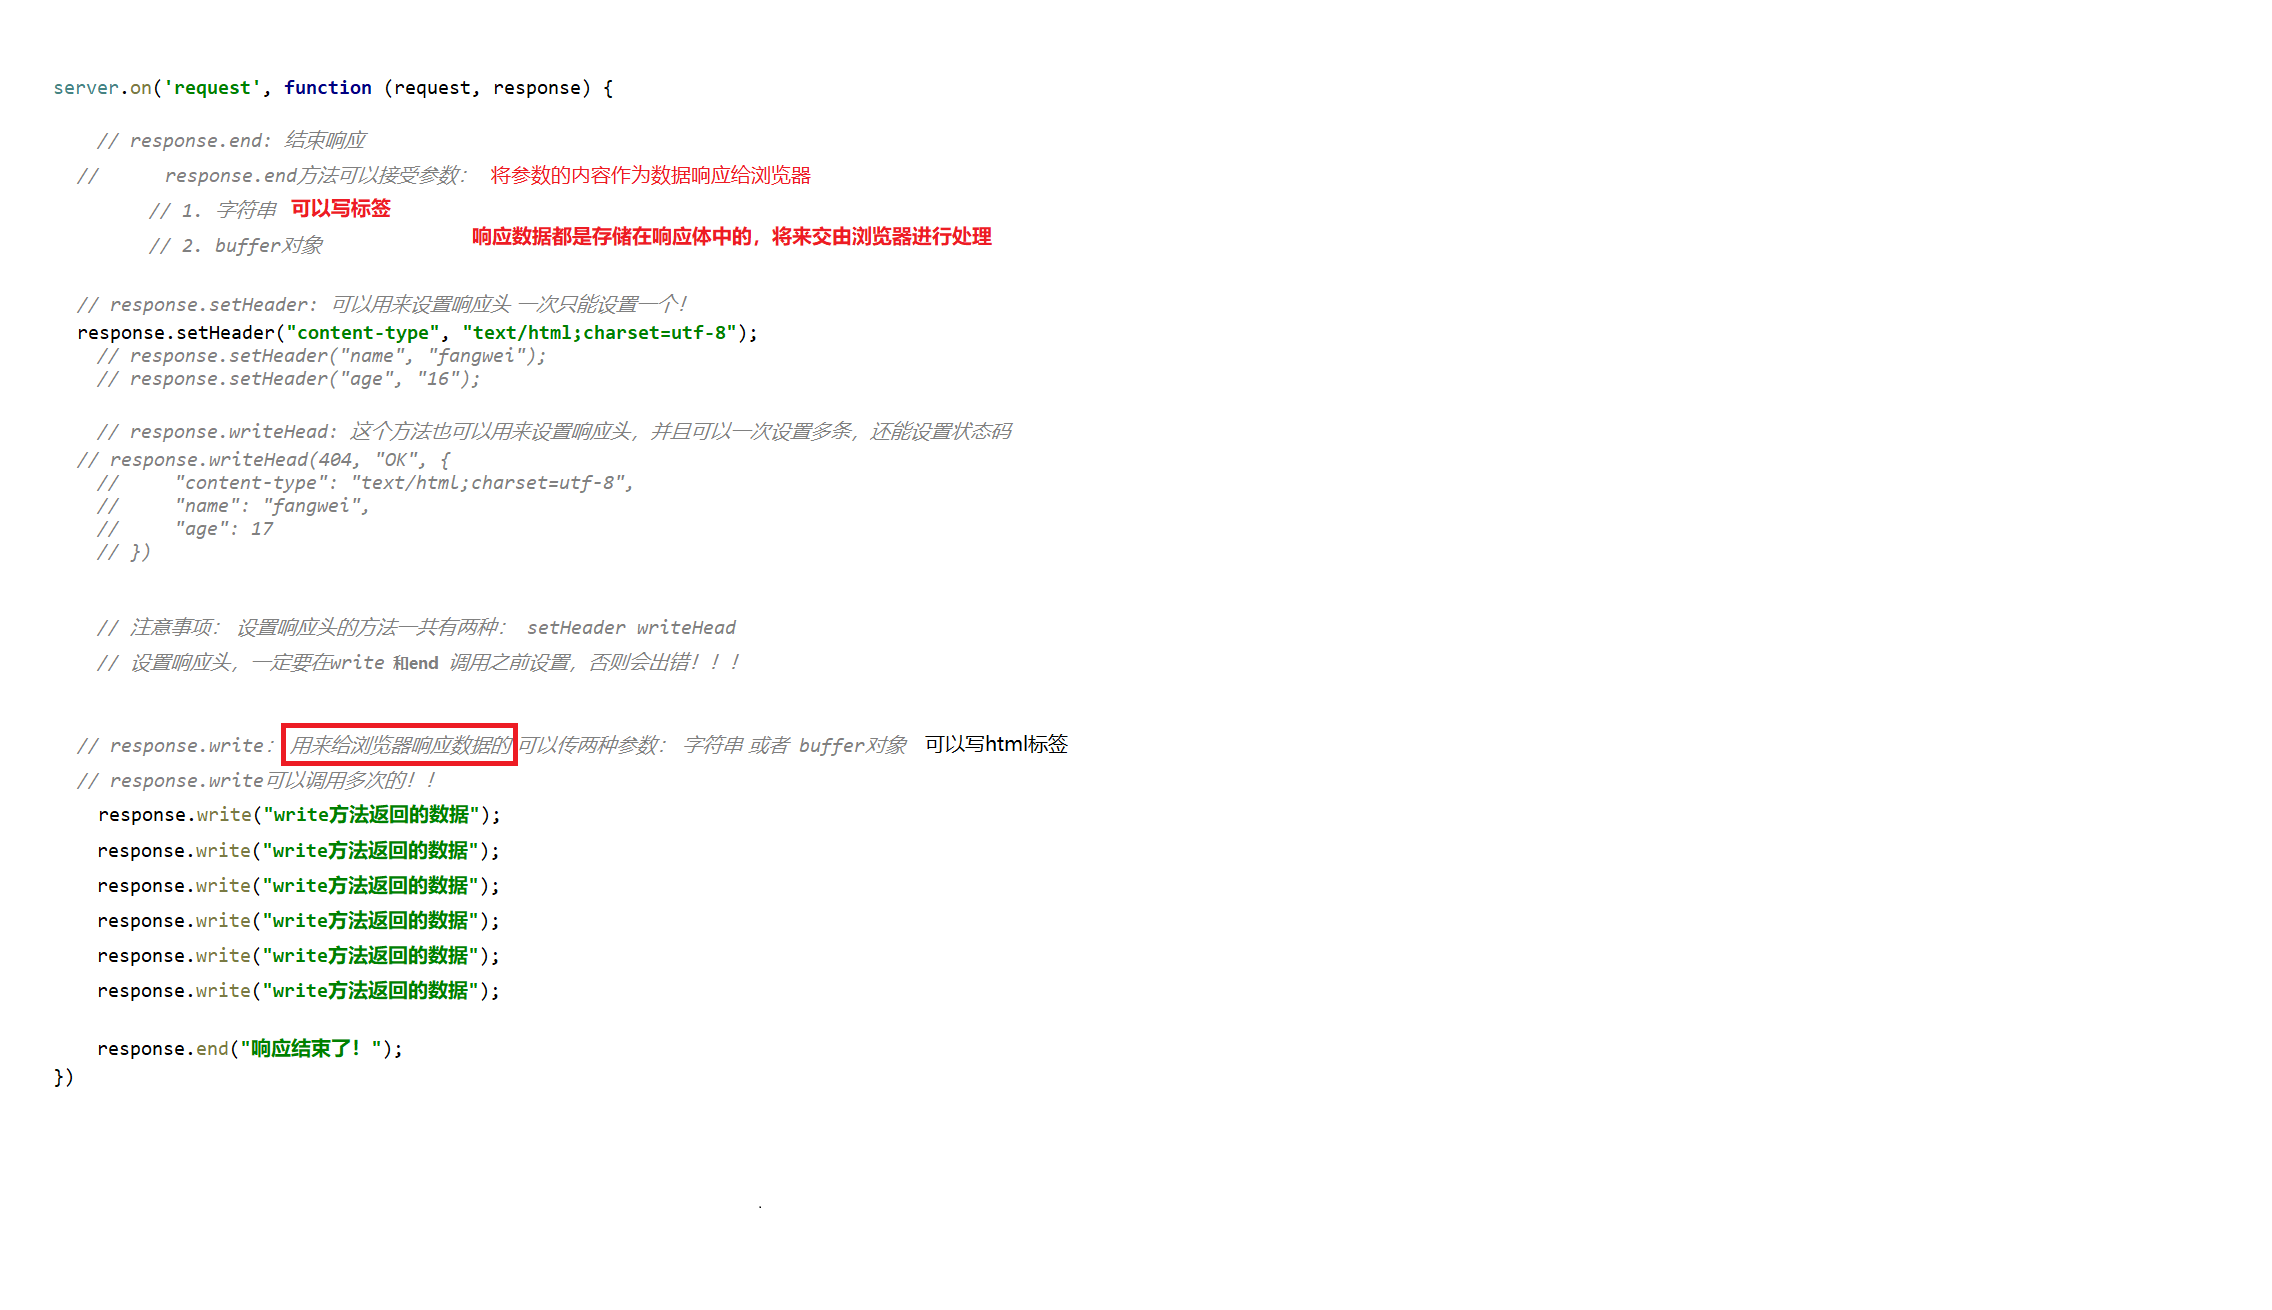 server.on('request', function (request, response) {
// response.end: 结束响应
// response.end方法可以接受参数： 将参数的内容作为数据响应给浏览器
// 1. 字符串 可以写标签
响应数据都是存储在响应体中的，将来交由浏览器进行处理
// 2. buffer对象
// response.setHeader: 可以用来设置响应头 一次只能设置一个！
response.setHeader("content-type", "text/html;charset=utf-8");
// response.setHeader("name", "fangwei");
// response.setHeader("age", "16");
// response.writeHead: 这个方法也可以用来设置响应头，并且可以一次设置多条，还能设置状态码
// response.writeHead(404, "OK", {
// "content-type": "text/html;charset=utf-8",
// "name": "fangwei",
// "age": 17
// })
// 注意事项： 设置响应头的方法一共有两种： setHeader writeHead
// 设置响应头，一定要在write 和end 调用之前设置，否则会出错！！！
// response.write： 用来给浏览器响应数据的 可以传两种参数： 字符串 或者 buffer对象 可以写html标签
// response.write可以调用多次的！！
response.write("write方法返回的数据");
response.write("write方法返回的数据");
response.write("write方法返回的数据");
response.write("write方法返回的数据");
response.write("write方法返回的数据");
response.write("write方法返回的数据");
response.end("响应结束了！");
})
.